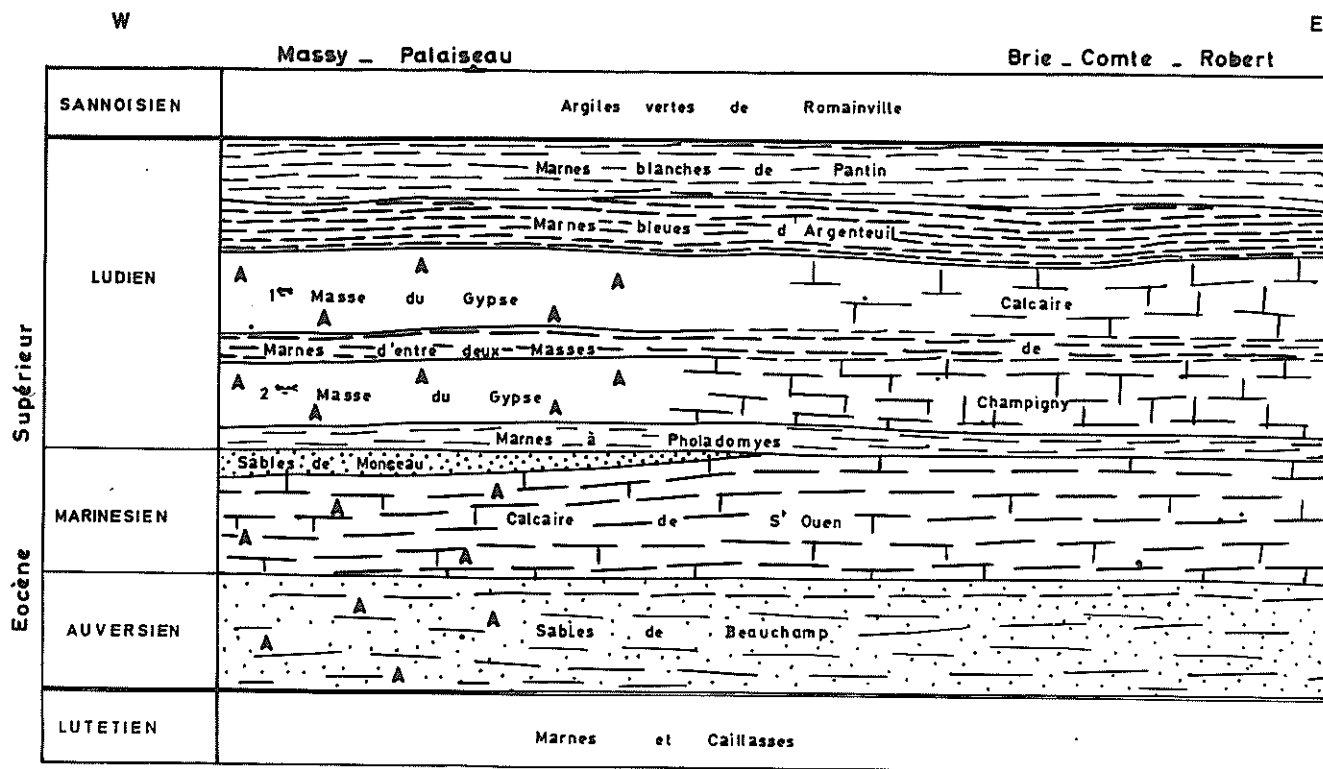 W E
Massy _ Palaiseau Brie _ Comte _ Robert
SANNOISIEN Argiles vertes de Romainville
Marnes blanches de Pantin
Marnes bleues d'Argenteuil
LUDIEN
1ère Masse du Gypse Calcaire
Marnes d'entre deux Masses de
2 Masse du Gypse Champigny
Marnes à Pholadomyes
Sables de Monceau
MARINESIEN Calcaire de St Ouen
AUVERSIEN Sables de Beauchamp
LUTETIEN Marnes et Caillasses
Eocène Supérieur
A A A
A A
A A A
A A
A
A
A
A
A
A
A
A